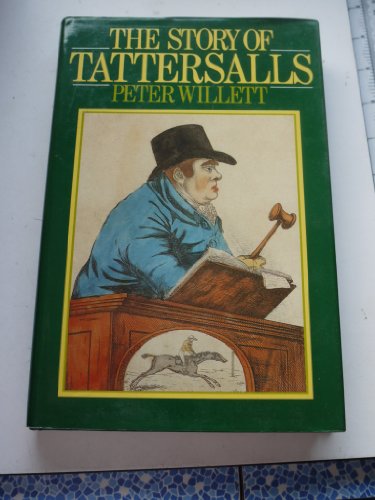 THE STORY OF
TATTERSALLS
PETER WILLETT